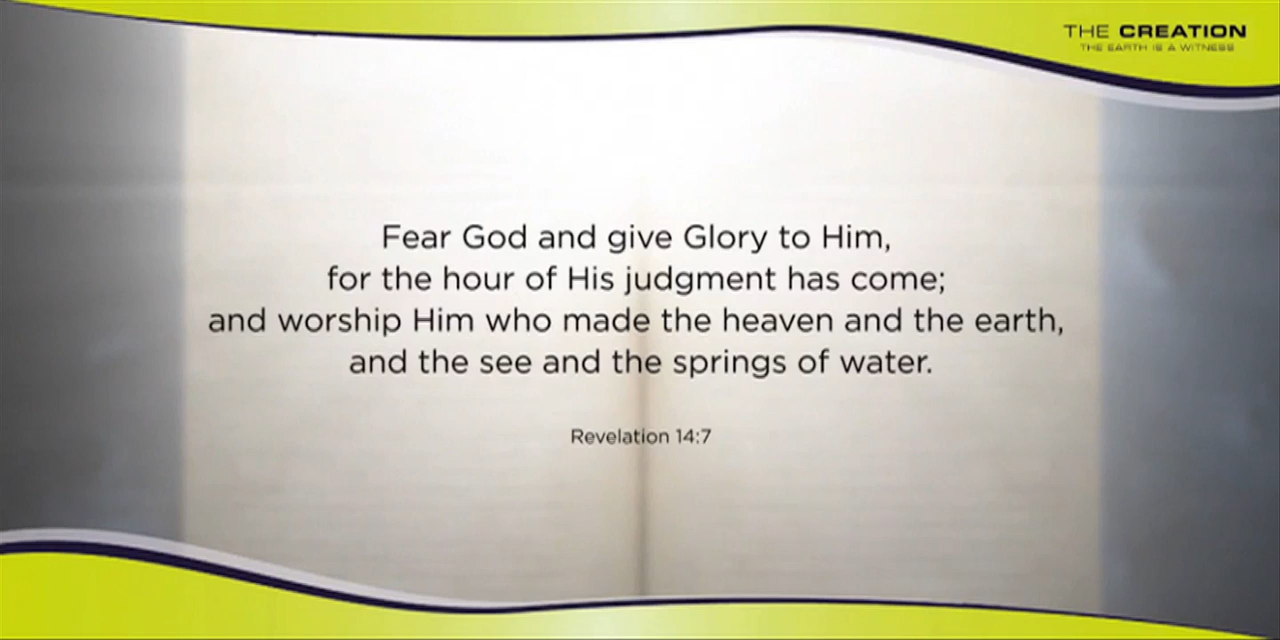 THE CREATION
THE EARTH IS A WITNESS
Fear God and give Glory to Him,
for the hour of His judgment has come;
and worship Him who made the heaven and the earth,
and the see and the springs of water.
Revelation 14:7